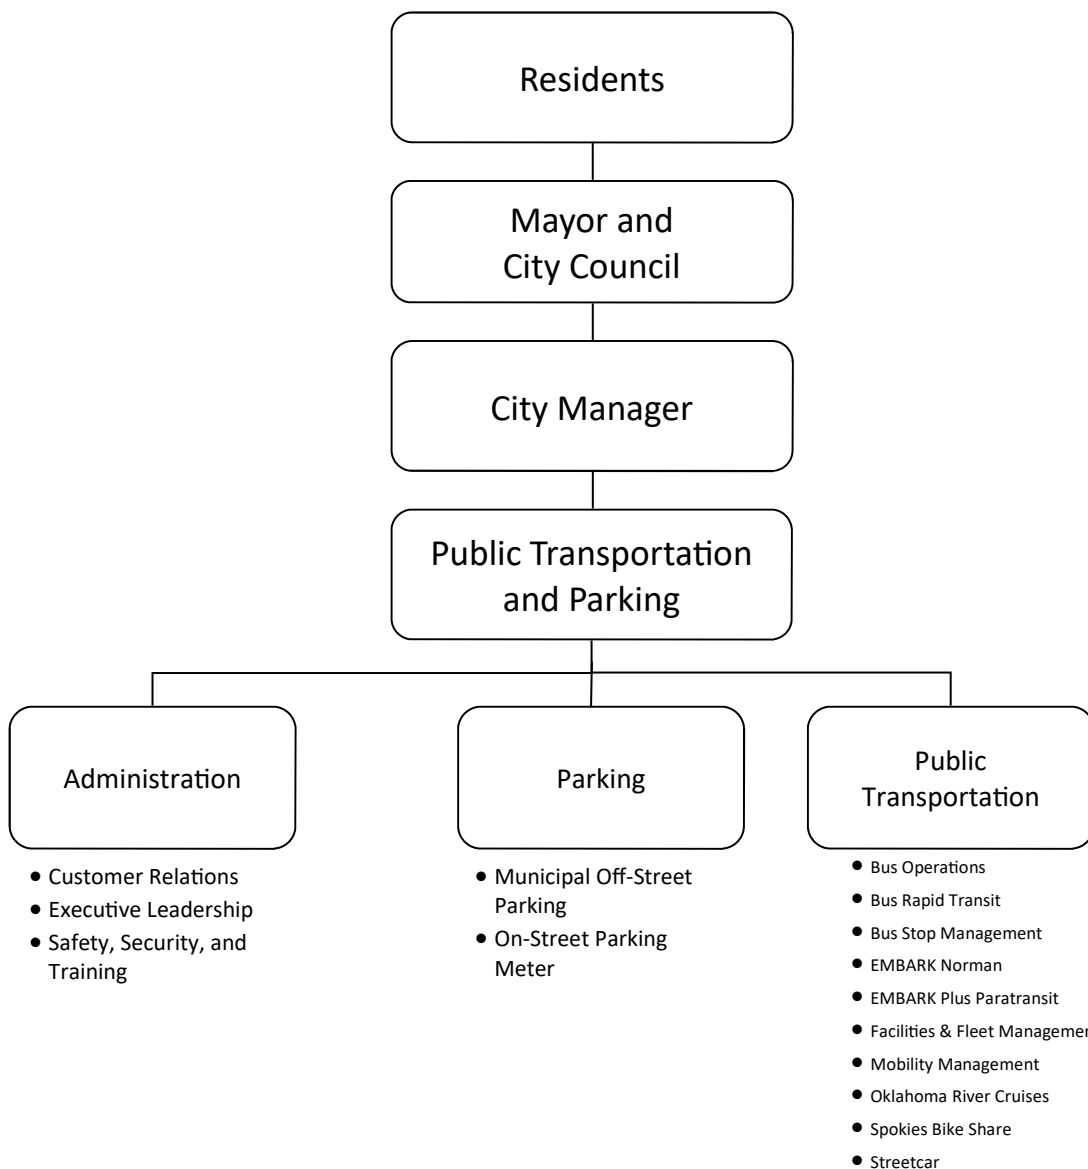 Residents
Mayor and
City Council
City Manager
Public Transportation
and Parking
Administration
• Customer Relations
• Executive Leadership
• Safety, Security, and
Training
Parking
• Municipal Off-Street
Parking
• On-Street Parking
Meter
Public
Transportation
• Bus Operations
• Bus Rapid Transit
• Bus Stop Management
• EMBARK Norman
• EMBARK Plus Paratransit
• Facilities & Fleet Managemen
• Mobility Management
• Oklahoma River Cruises
• Spokies Bike Share
• Streetcar